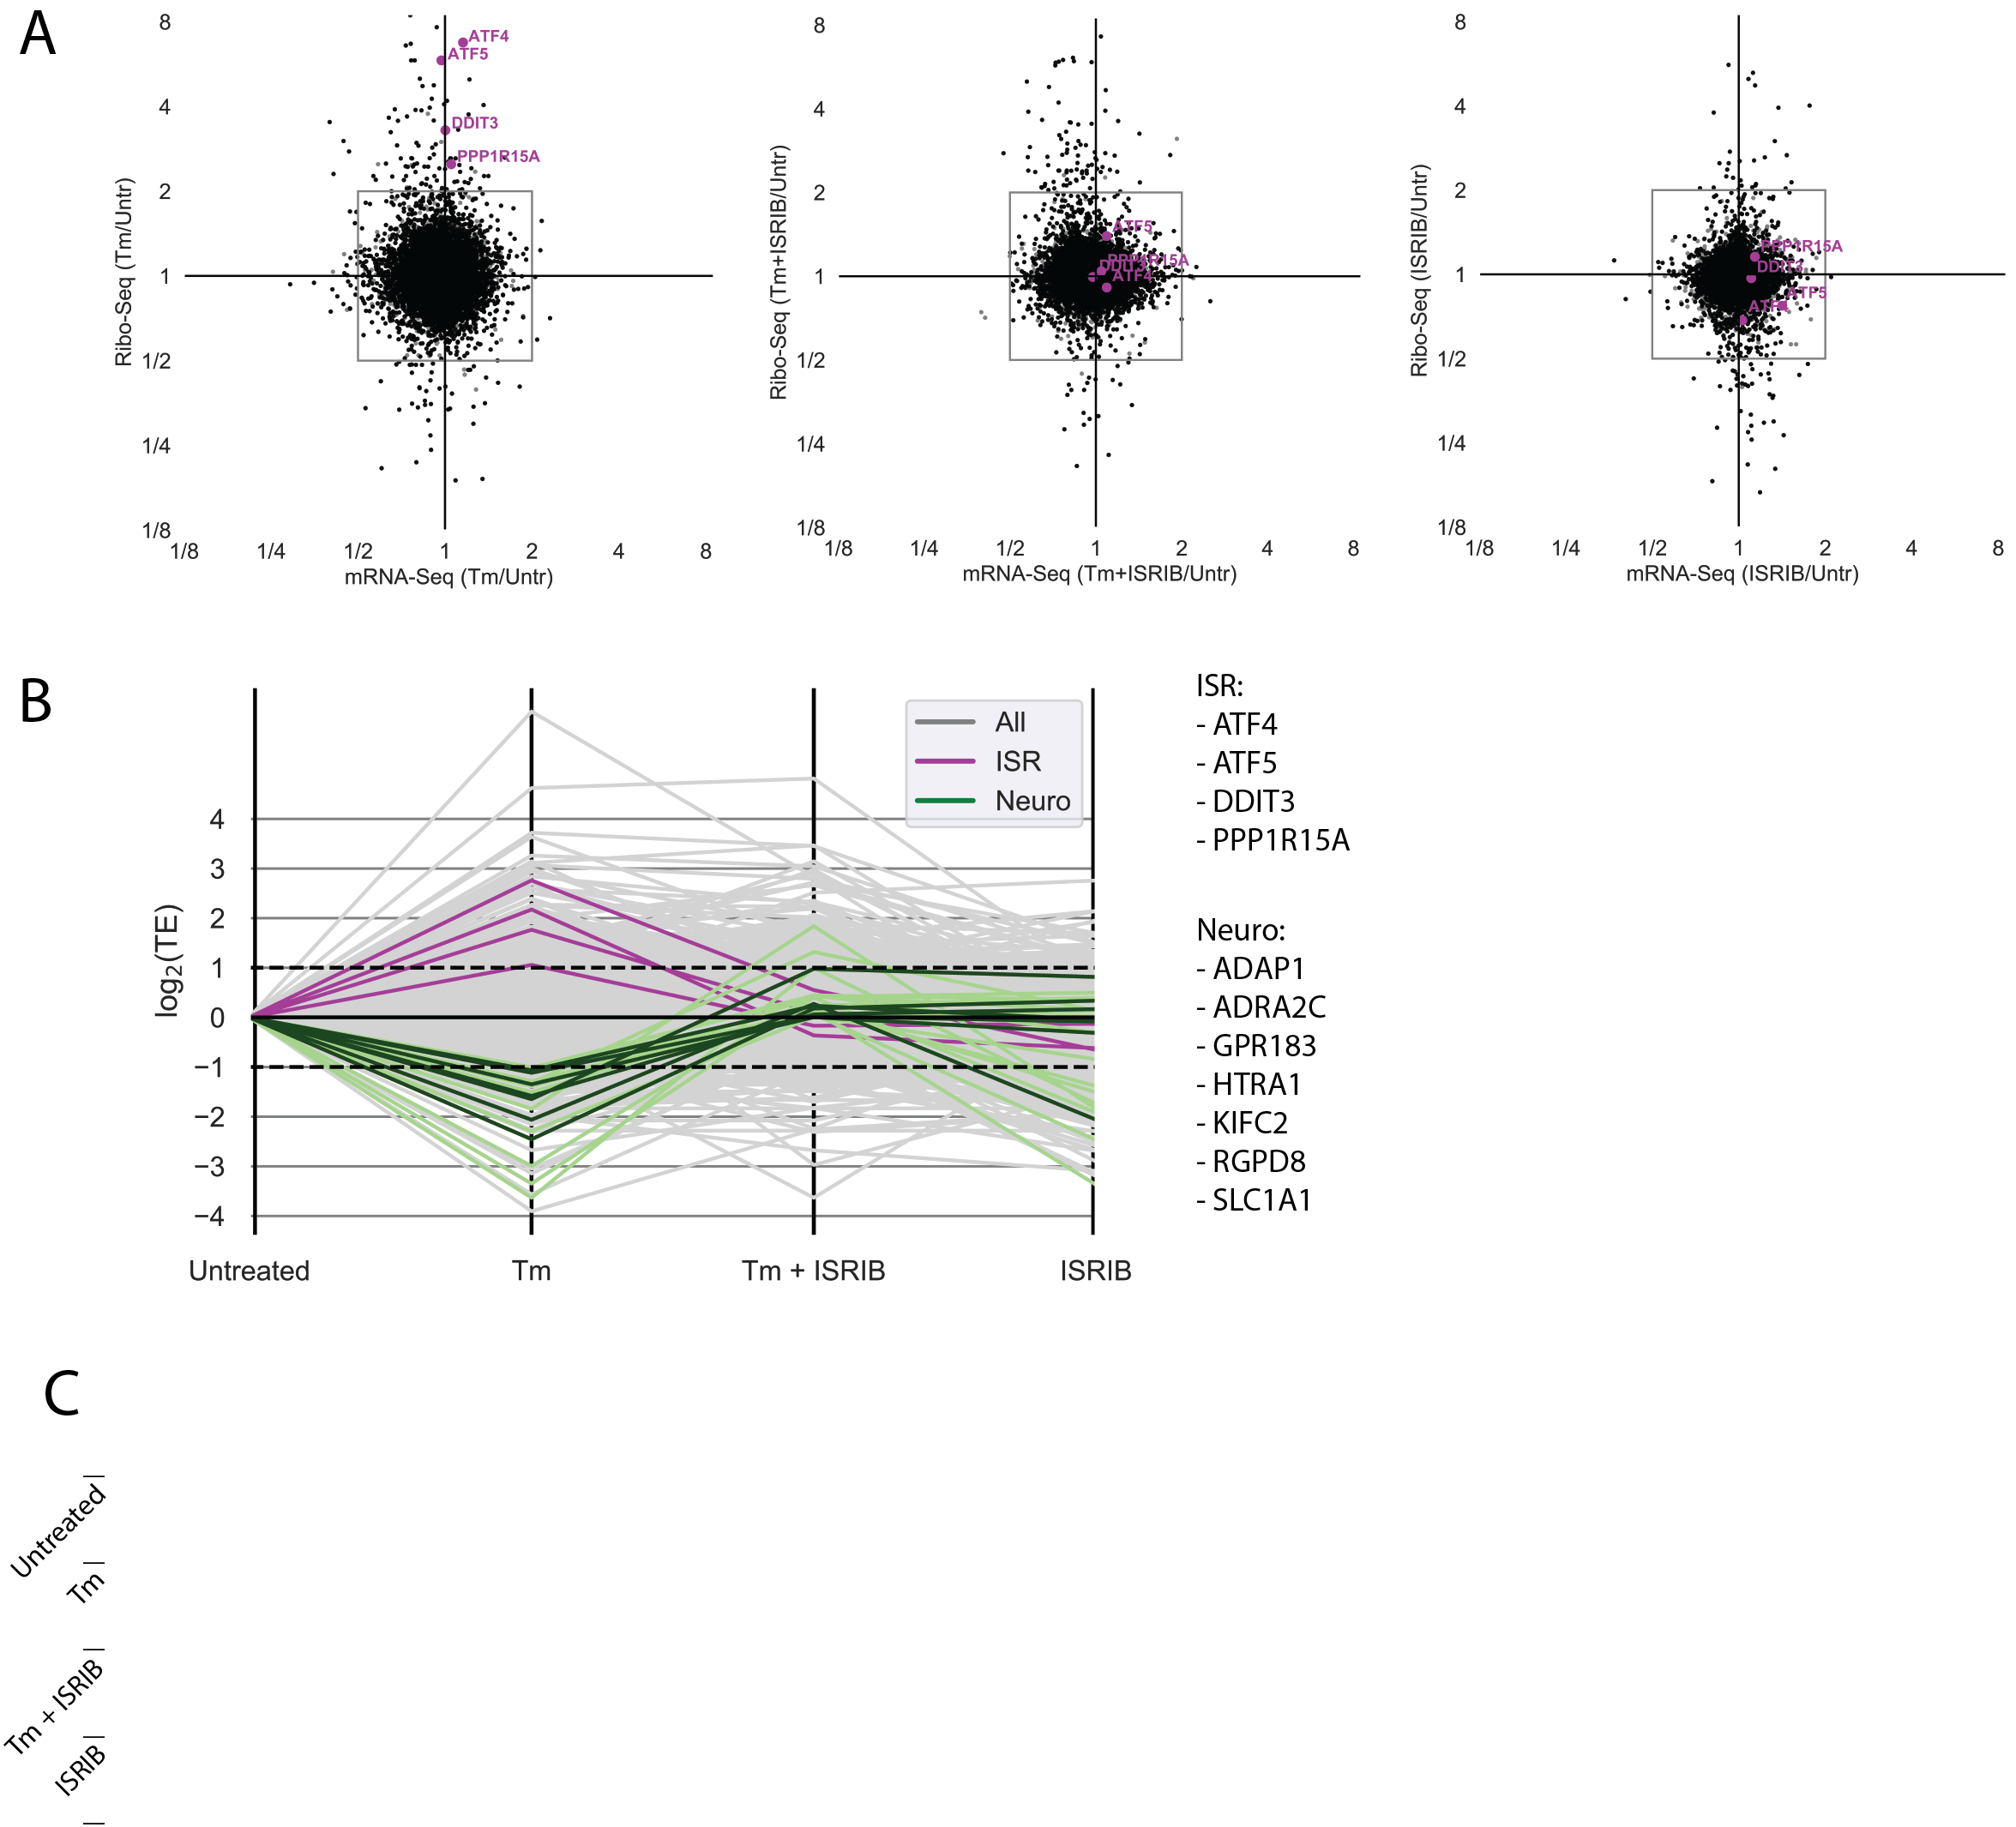 A
8
4
2
1
1/2
1/4
1/8
Ribo-Seq (Tm/Untr)
ATF4
ATF5
DDIT3
PPP1R15A
1/8 1/4 1/2 1 2 4 8
mRNA-Seq (Tm/Untr)
8
4
2
1
1/2
1/4
1/8
Ribo-Seq (Tm+ISRIB/Untr)
ATF5
PPP1R15A
DDIT3
ATF4
1/8 1/4 1/2 1 2 4 8
mRNA-Seq (Tm+ISRIB/Untr)
8
4
2
1
1/2
1/4
1/8
Ribo-Seq (ISRIB/Untr)
PPP1R15A
DDIT3
ATF5
ATF4
1/8 1/4 1/2 1 2 4 8
mRNA-Seq (ISRIB/Untr)
B
All
ISR
Neuro
4
3
2
1
0
−1
−2
−3
−4
log₂(TE)
Untreated Tm Tm + ISRIB ISRIB
ISR:
- ATF4
- ATF5
- DDIT3
- PPP1R15A
Neuro:
- ADAP1
- ADRA2C
- GPR183
- HTRA1
- KIFC2
- RGPD8
- SLC1A1
C
Untreated
Tm
Tm + ISRIB
ISRIB